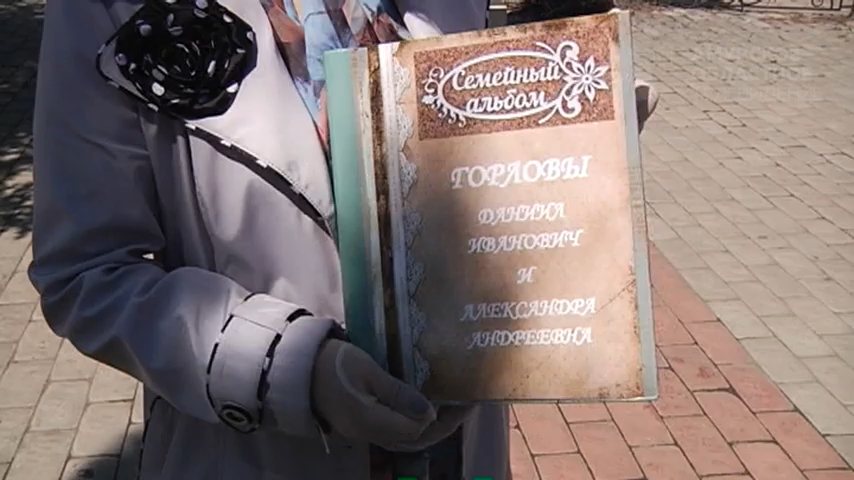 Семейный
альбом
ГОРЛОВЫ
ДАНИИЛ
ИВАНОВИЧ
И
АЛЕКСАНДРА
АНДРЕЕВНА